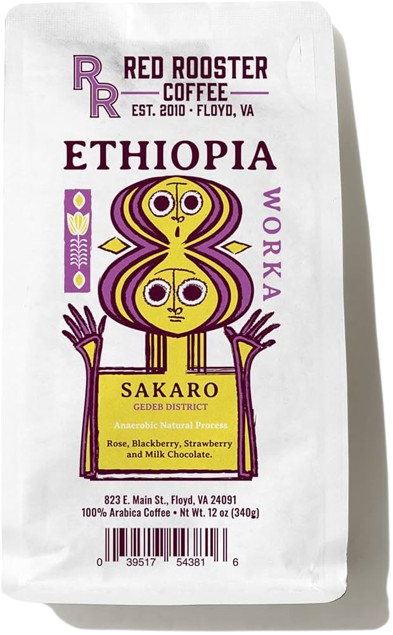 RR
RED ROOSTER
COFFEE
EST. 2010 · FLOYD, VA
ETHIOPIA
WORKA
SAKARO
GEDEB DISTRICT
Anaerobic Natural Process
Rose, Blackberry, Strawberry
and Milk Chocolate.
823 E. Main St., Floyd, VA 24091
100% Arabica Coffee • Nt Wt. 12 oz (340g)
0 39517 54381 6